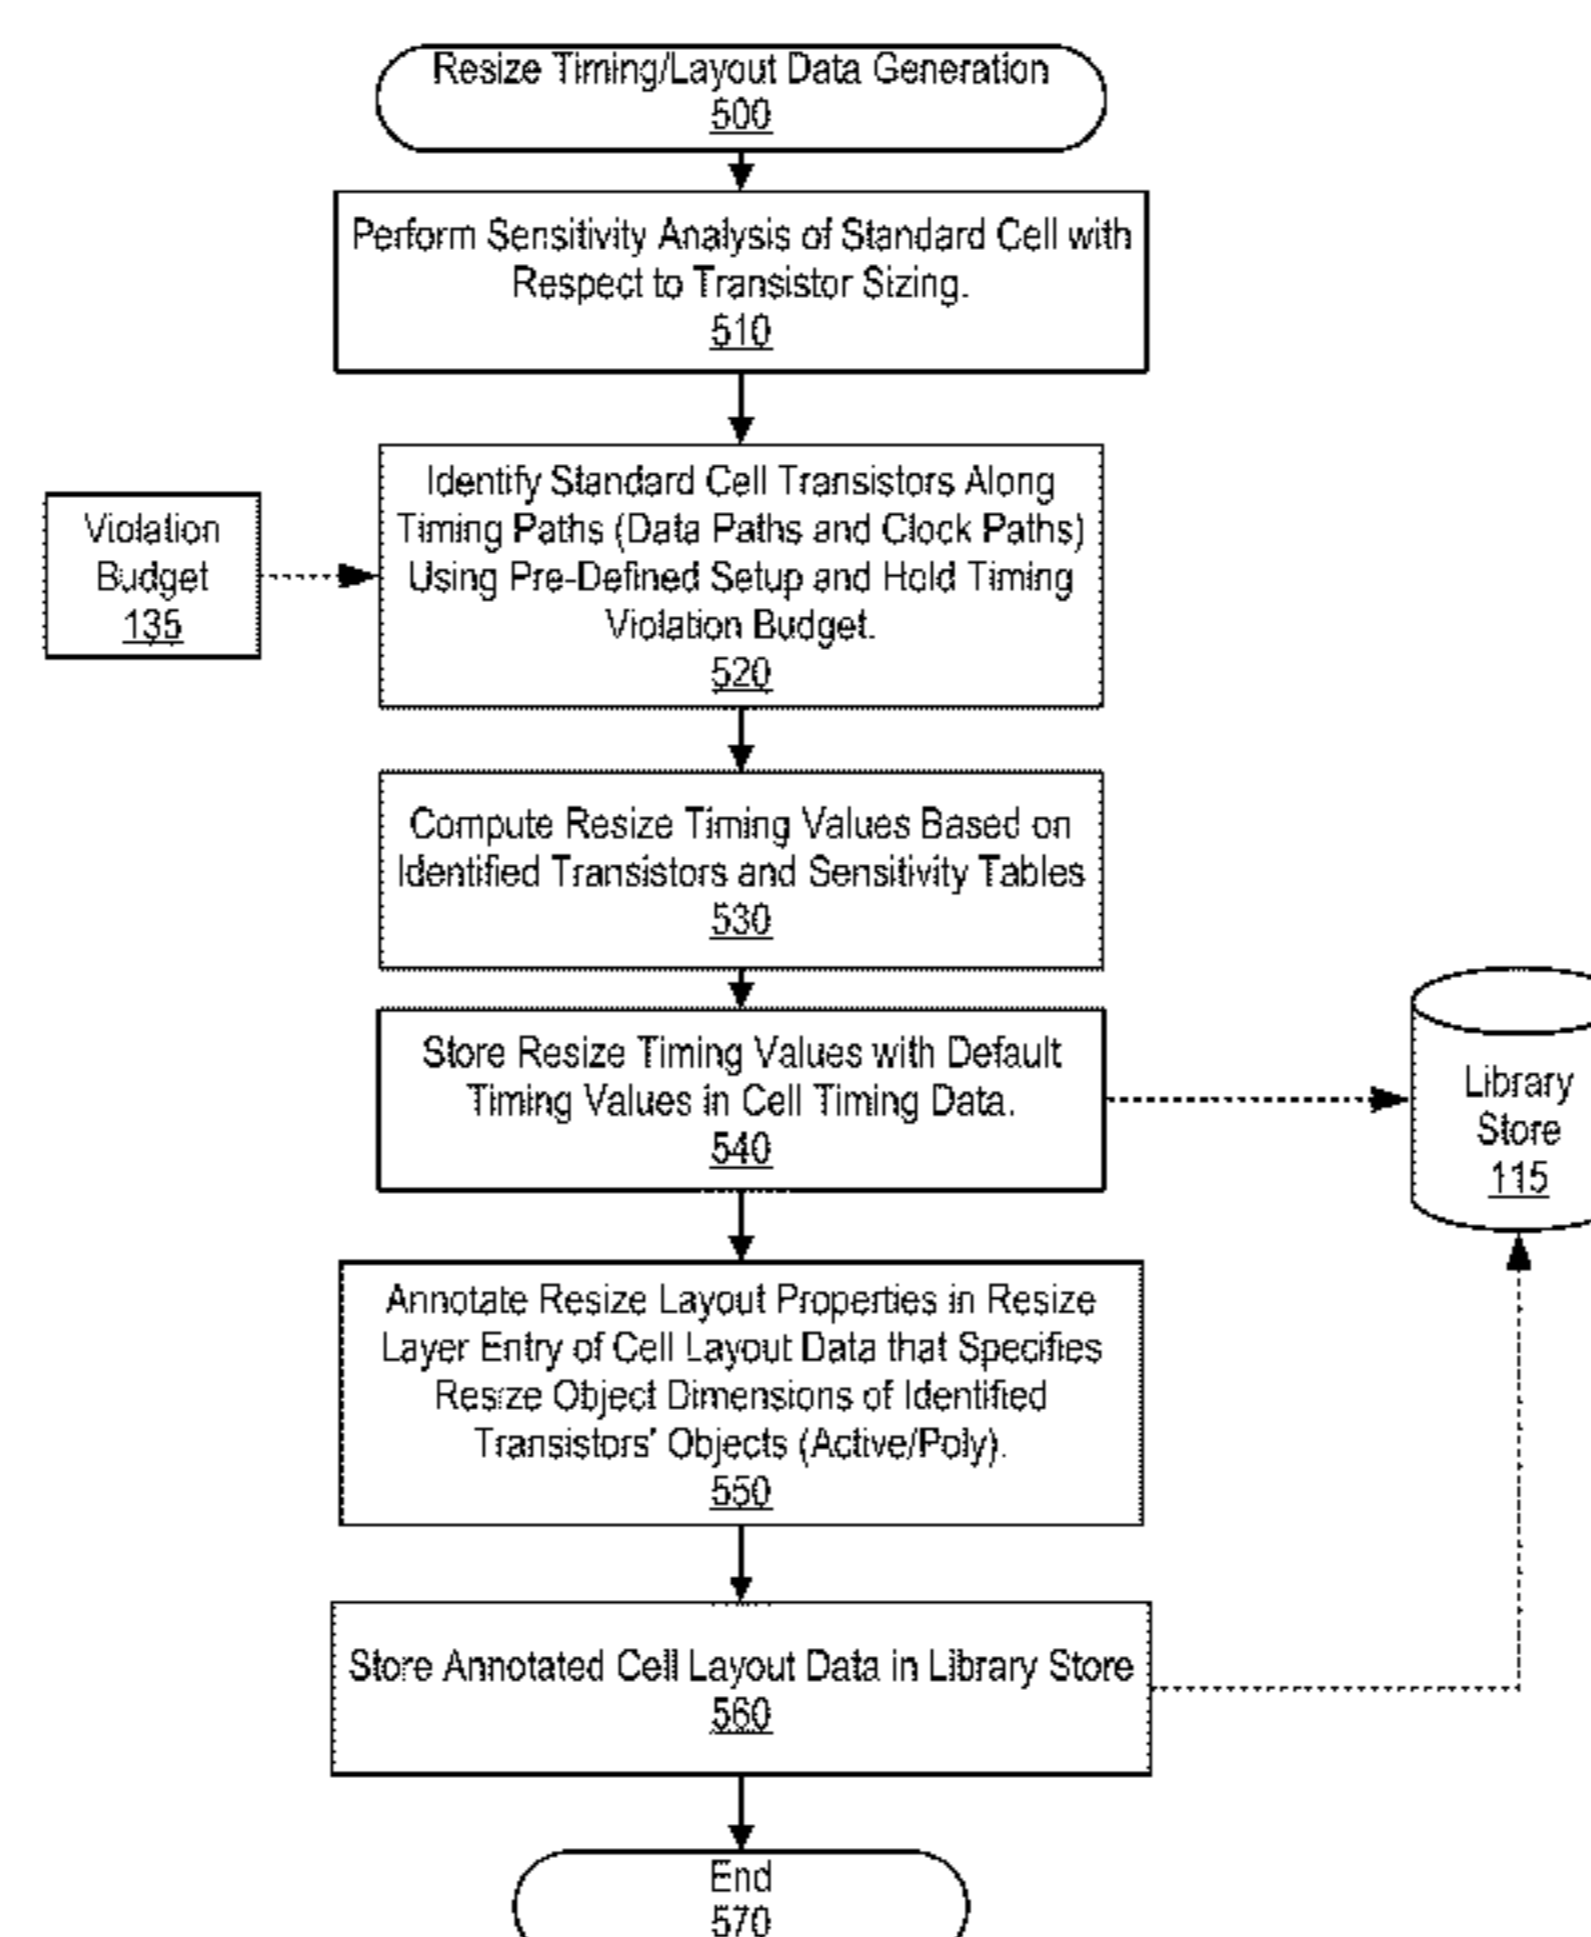 Resize Timing/Layout Data Generation
500
Perform Sensitivity Analysis of Standard Cell with
Respect to Transistor Sizing.
510
Identify Standard Cell Transistors Along
Timing Paths (Data Paths and Clock Paths)
Using Pre-Defined Setup and Hold Timing
Violation Budget.
520
Violation
Budget
135
Compute Resize Timing Values Based on
Identified Transistors and Sensitivity Tables
530
Store Resize Timing Values with Default
Timing Values in Cell Timing Data.
540
Library
Store
115
Annotate Resize Layout Properties in Resize
Layer Entry of Cell Layout Data that Specifies
Resize Object Dimensions of Identified
Transistors' Objects (Active/Poly).
550
Store Annotated Cell Layout Data in Library Store
560
End
570